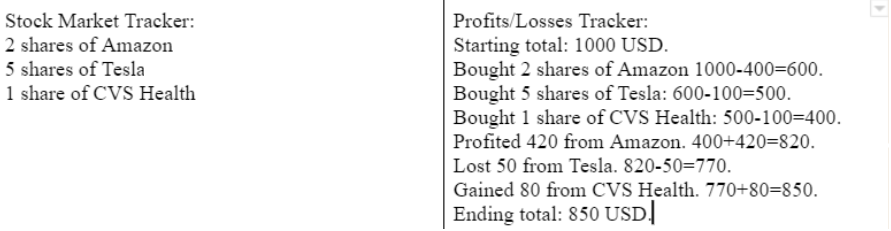 Stock Market Tracker:
2 shares of Amazon
5 shares of Tesla
1 share of CVS Health
Profits/Losses Tracker:
Starting total: 1000 USD.
Bought 2 shares of Amazon 1000-400=600.
Bought 5 shares of Tesla: 600-100=500.
Bought 1 share of CVS Health: 500-100=400.
Profited 420 from Amazon. 400+420=820.
Lost 50 from Tesla. 820-50=770.
Gained 80 from CVS Health. 770+80=850.
Ending total: 850 USD.